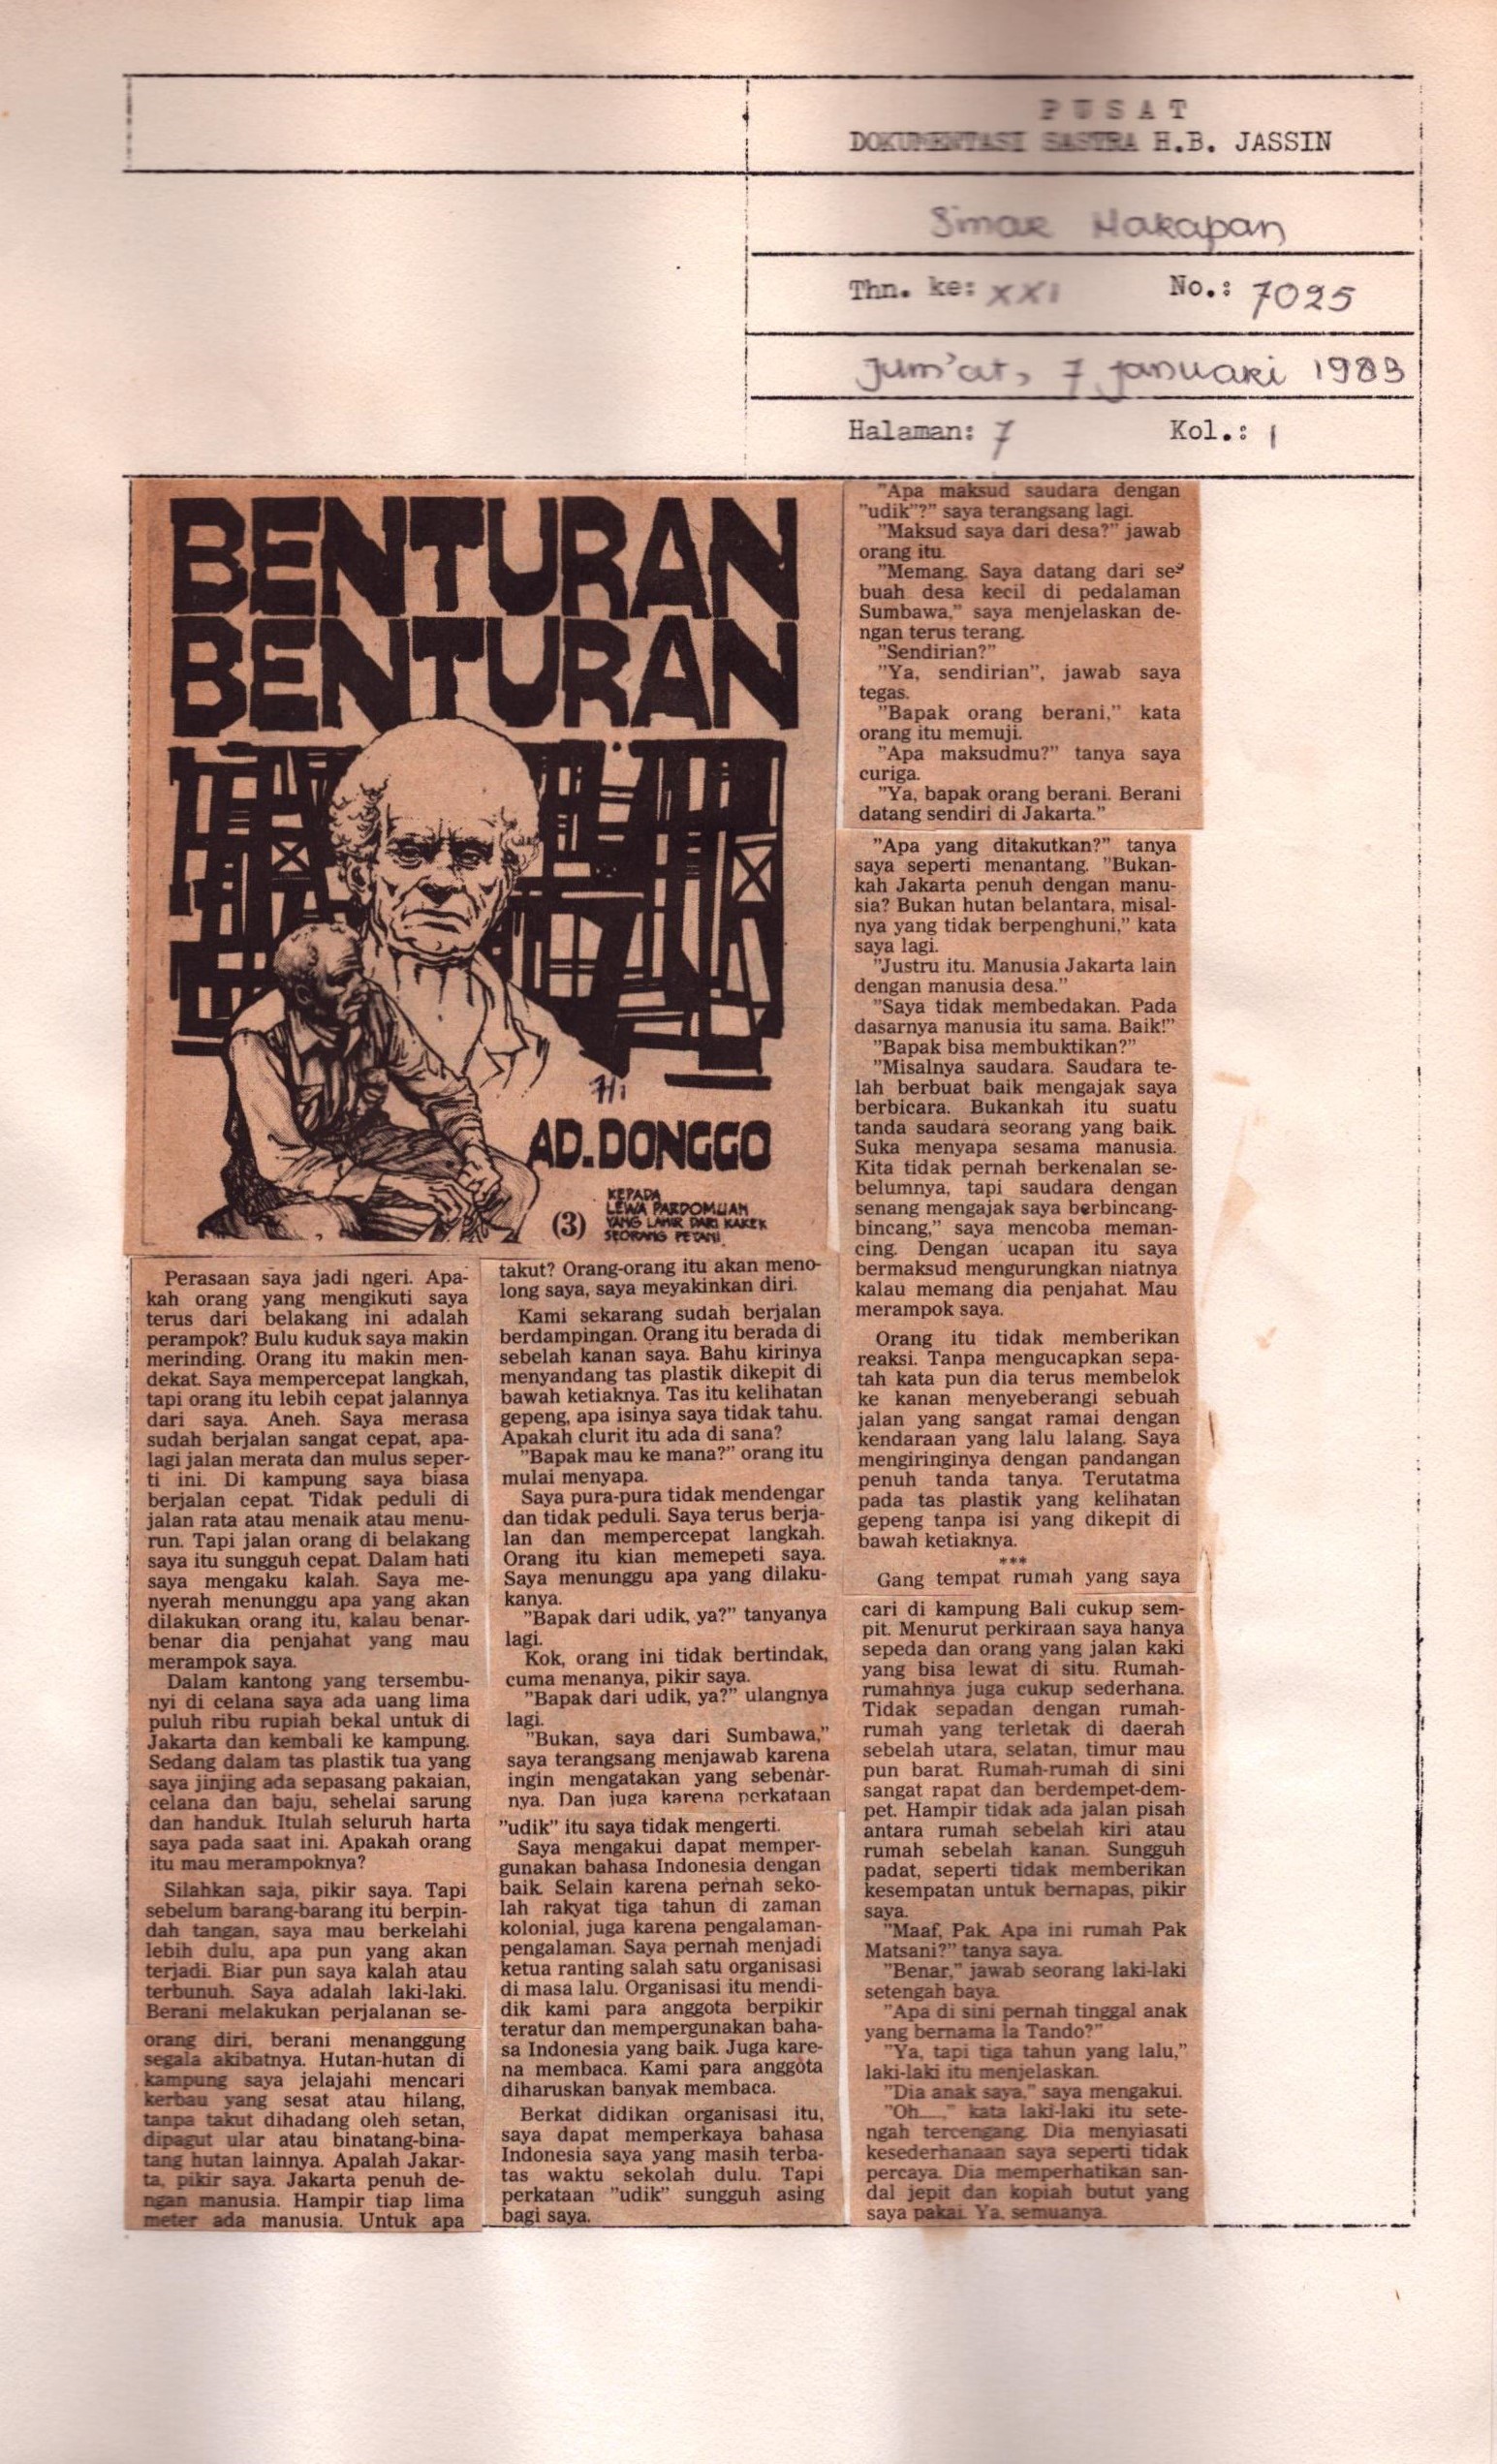 PUSAT
DOKUMENTASI SASTRA H.B. JASSIN
Sinar Harapan
Thn. ke: XXI No.: 7025
Jum'at, 7 Januari 1983
Halaman: 7 Kol.: 1
BENTURAN
BENTURAN
AD. DONGGO
(3)
KEPADA
LEWA PARDOMUAN
YANG LAHIR DARI KAKEK
SEORANG PETANI
Perasaan saya jadi ngeri. Apa-
kah orang yang mengikuti saya
terus dari belakang ini adalah
perampok? Bulu kuduk saya makin
merinding. Orang itu makin men-
dekat. Saya mempercepat langkah,
tapi orang itu lebih cepat jalannya
dari saya. Aneh. Saya merasa
sudah berjalan sangat cepat, apa-
lagi jalan merata dan mulus seper-
ti ini. Di kampung saya biasa
berjalan cepat. Tidak peduli di
jalan rata atau menaik atau menu-
run. Tapi jalan orang di belakang
saya itu sungguh cepat. Dalam hati
saya mengaku kalah. Saya me-
nyerah menunggu apa yang akan
dilakukan orang itu, kalau benar-
benar dia penjahat yang mau
merampok saya.
Dalam kantong yang tersembu-
nyi di celana saya ada uang lima
puluh ribu rupiah bekal untuk di
Jakarta dan kembali ke kampung.
Sedang dalam tas plastik tua yang
saya jinjing ada sepasang pakaian,
celana dan baju, sehelai sarung
dan handuk. Itulah seluruh harta
saya pada saat ini. Apakah orang
itu mau merampoknya?
Silahkan saja, pikir saya. Tapi
sebelum barang-barang itu berpin-
dah tangan, saya mau berkelahi
lebih dulu, apa pun yang akan
terjadi. Biar pun saya kalah atau
terbunuh. Saya adalah laki-laki.
Berani melakukan perjalanan se-
orang diri, berani menanggung
segala akibatnya. Hutan-hutan di
kampung saya jelajahi mencari
kerbau yang sesat atau hilang,
tanpa takut dihadang oleh setan,
dipagut ular atau binatang-bina-
tang hutan lainnya. Apalah Jakar-
ta, pikir saya. Jakarta penuh de-
ngan manusia. Hampir tiap lima
meter ada manusia. Untuk apa
takut? Orang-orang itu akan meno-
long saya, saya meyakinkan diri.
Kami sekarang sudah berjalan
berdampingan. Orang itu berada di
sebelah kanan saya. Bahu kirinya
menyandang tas plastik dikepit di
bawah ketiaknya. Tas itu kelihatan
gepeng, apa isinya saya tidak tahu.
Apakah clurit itu ada di sana?
"Bapak mau ke mana?" orang itu
mulai menyapa.
Saya pura-pura tidak mendengar
dan tidak peduli. Saya terus berja-
lan dan mempercepat langkah.
Orang itu kian memepeti saya.
Saya menunggu apa yang dilaku-
kanya.
"Bapak dari udik, ya?" tanyanya
lagi.
Kok, orang ini tidak bertindak,
cuma menanya, pikir saya.
"Bapak dari udik, ya?" ulangnya
lagi.
"Bukan, saya dari Sumbawa,"
saya terangsang menjawab karena
ingin mengatakan yang sebenar-
nya. Dan juga karena perkataan
"udik" itu saya tidak mengerti.
Saya mengakui dapat memper-
gunakan bahasa Indonesia dengan
baik. Selain karena pernah seko-
lah rakyat tiga tahun di zaman
kolonial, juga karena pengalaman-
pengalaman. Saya pernah menjadi
ketua ranting salah satu organisasi
di masa lalu. Organisasi itu mendi-
dik kami para anggota berpikir
teratur dan mempergunakan baha-
sa Indonesia yang baik. Juga kare-
na membaca. Kami para anggota
diharuskan banyak membaca.
Berkat didikan organisasi itu,
saya dapat memperkaya bahasa
Indonesia saya yang masih terba-
tas waktu sekolah dulu. Tapi
perkataan "udik" sungguh asing
bagi saya.
"Apa maksud saudara dengan
"udik"?" saya terangsang lagi.
"Maksud saya dari desa?" jawab
orang itu.
"Memang. Saya datang dari se-
buah desa kecil di pedalaman
Sumbawa," saya menjelaskan de-
ngan terus terang.
"Sendirian?"
"Ya, sendirian", jawab saya
tegas.
"Bapak orang berani," kata
orang itu memuji.
"Apa maksudmu?" tanya saya
curiga.
"Ya, bapak orang berani. Berani
datang sendiri di Jakarta."
"Apa yang ditakutkan?" tanya
saya seperti menantang. "Bukan-
kah Jakarta penuh dengan manu-
sia? Bukan hutan belantara, misal-
nya yang tidak berpenghuni," kata
saya lagi.
"Justru itu. Manusia Jakarta lain
dengan manusia desa."
"Saya tidak membedakan. Pada
dasarnya manusia itu sama. Baik!"
"Bapak bisa membuktikan?"
"Misalnya saudara. Saudara te-
lah berbuat baik mengajak saya
berbicara. Bukankah itu suatu
tanda saudara seorang yang baik.
Suka menyapa sesama manusia.
Kita tidak pernah berkenalan se-
belumnya, tapi saudara dengan
senang mengajak saya berbincang-
bincang," saya mencoba meman-
cing. Dengan ucapan itu saya
bermaksud mengurungkan niatnya
kalau memang dia penjahat. Mau
merampok saya.
Orang itu tidak memberikan
reaksi. Tanpa mengucapkan sepa-
tah kata pun dia terus membelok
ke kanan menyeberangi sebuah
jalan yang sangat ramai dengan
kendaraan yang lalu lalang. Saya
mengiringinya dengan pandangan
penuh tanda tanya. Terutatma
pada tas plastik yang kelihatan
gepeng tanpa isi yang dikepit di
bawah ketiaknya.
***
Gang tempat rumah yang saya
cari di kampung Bali cukup sem-
pit. Menurut perkiraan saya hanya
sepeda dan orang yang jalan kaki
yang bisa lewat di situ. Rumah-
rumahnya juga cukup sederhana.
Tidak sepadan dengan rumah-
rumah yang terletak di daerah
sebelah utara, selatan, timur mau
pun barat. Rumah-rumah di sini
sangat rapat dan berdempet-dem-
pet. Hampir tidak ada jalan pisah
antara rumah sebelah kiri atau
rumah sebelah kanan. Sungguh
padat, seperti tidak memberikan
kesempatan untuk bernapas, pikir
saya.
"Maaf, Pak. Apa ini rumah Pak
Matsani?" tanya saya.
"Benar," jawab seorang laki-laki
setengah baya.
"Apa di sini pernah tinggal anak
yang bernama la Tando?"
"Ya, tapi tiga tahun yang lalu,"
laki-laki itu menjelaskan.
"Dia anak saya," saya mengakui.
"Oh....," kata laki-laki itu sete-
ngah tercengang. Dia menyiasati
kesederhanaan saya seperti tidak
percaya. Dia memperhatikan san-
dal jepit dan kopiah butut yang
saya pakai. Ya, semuanya.